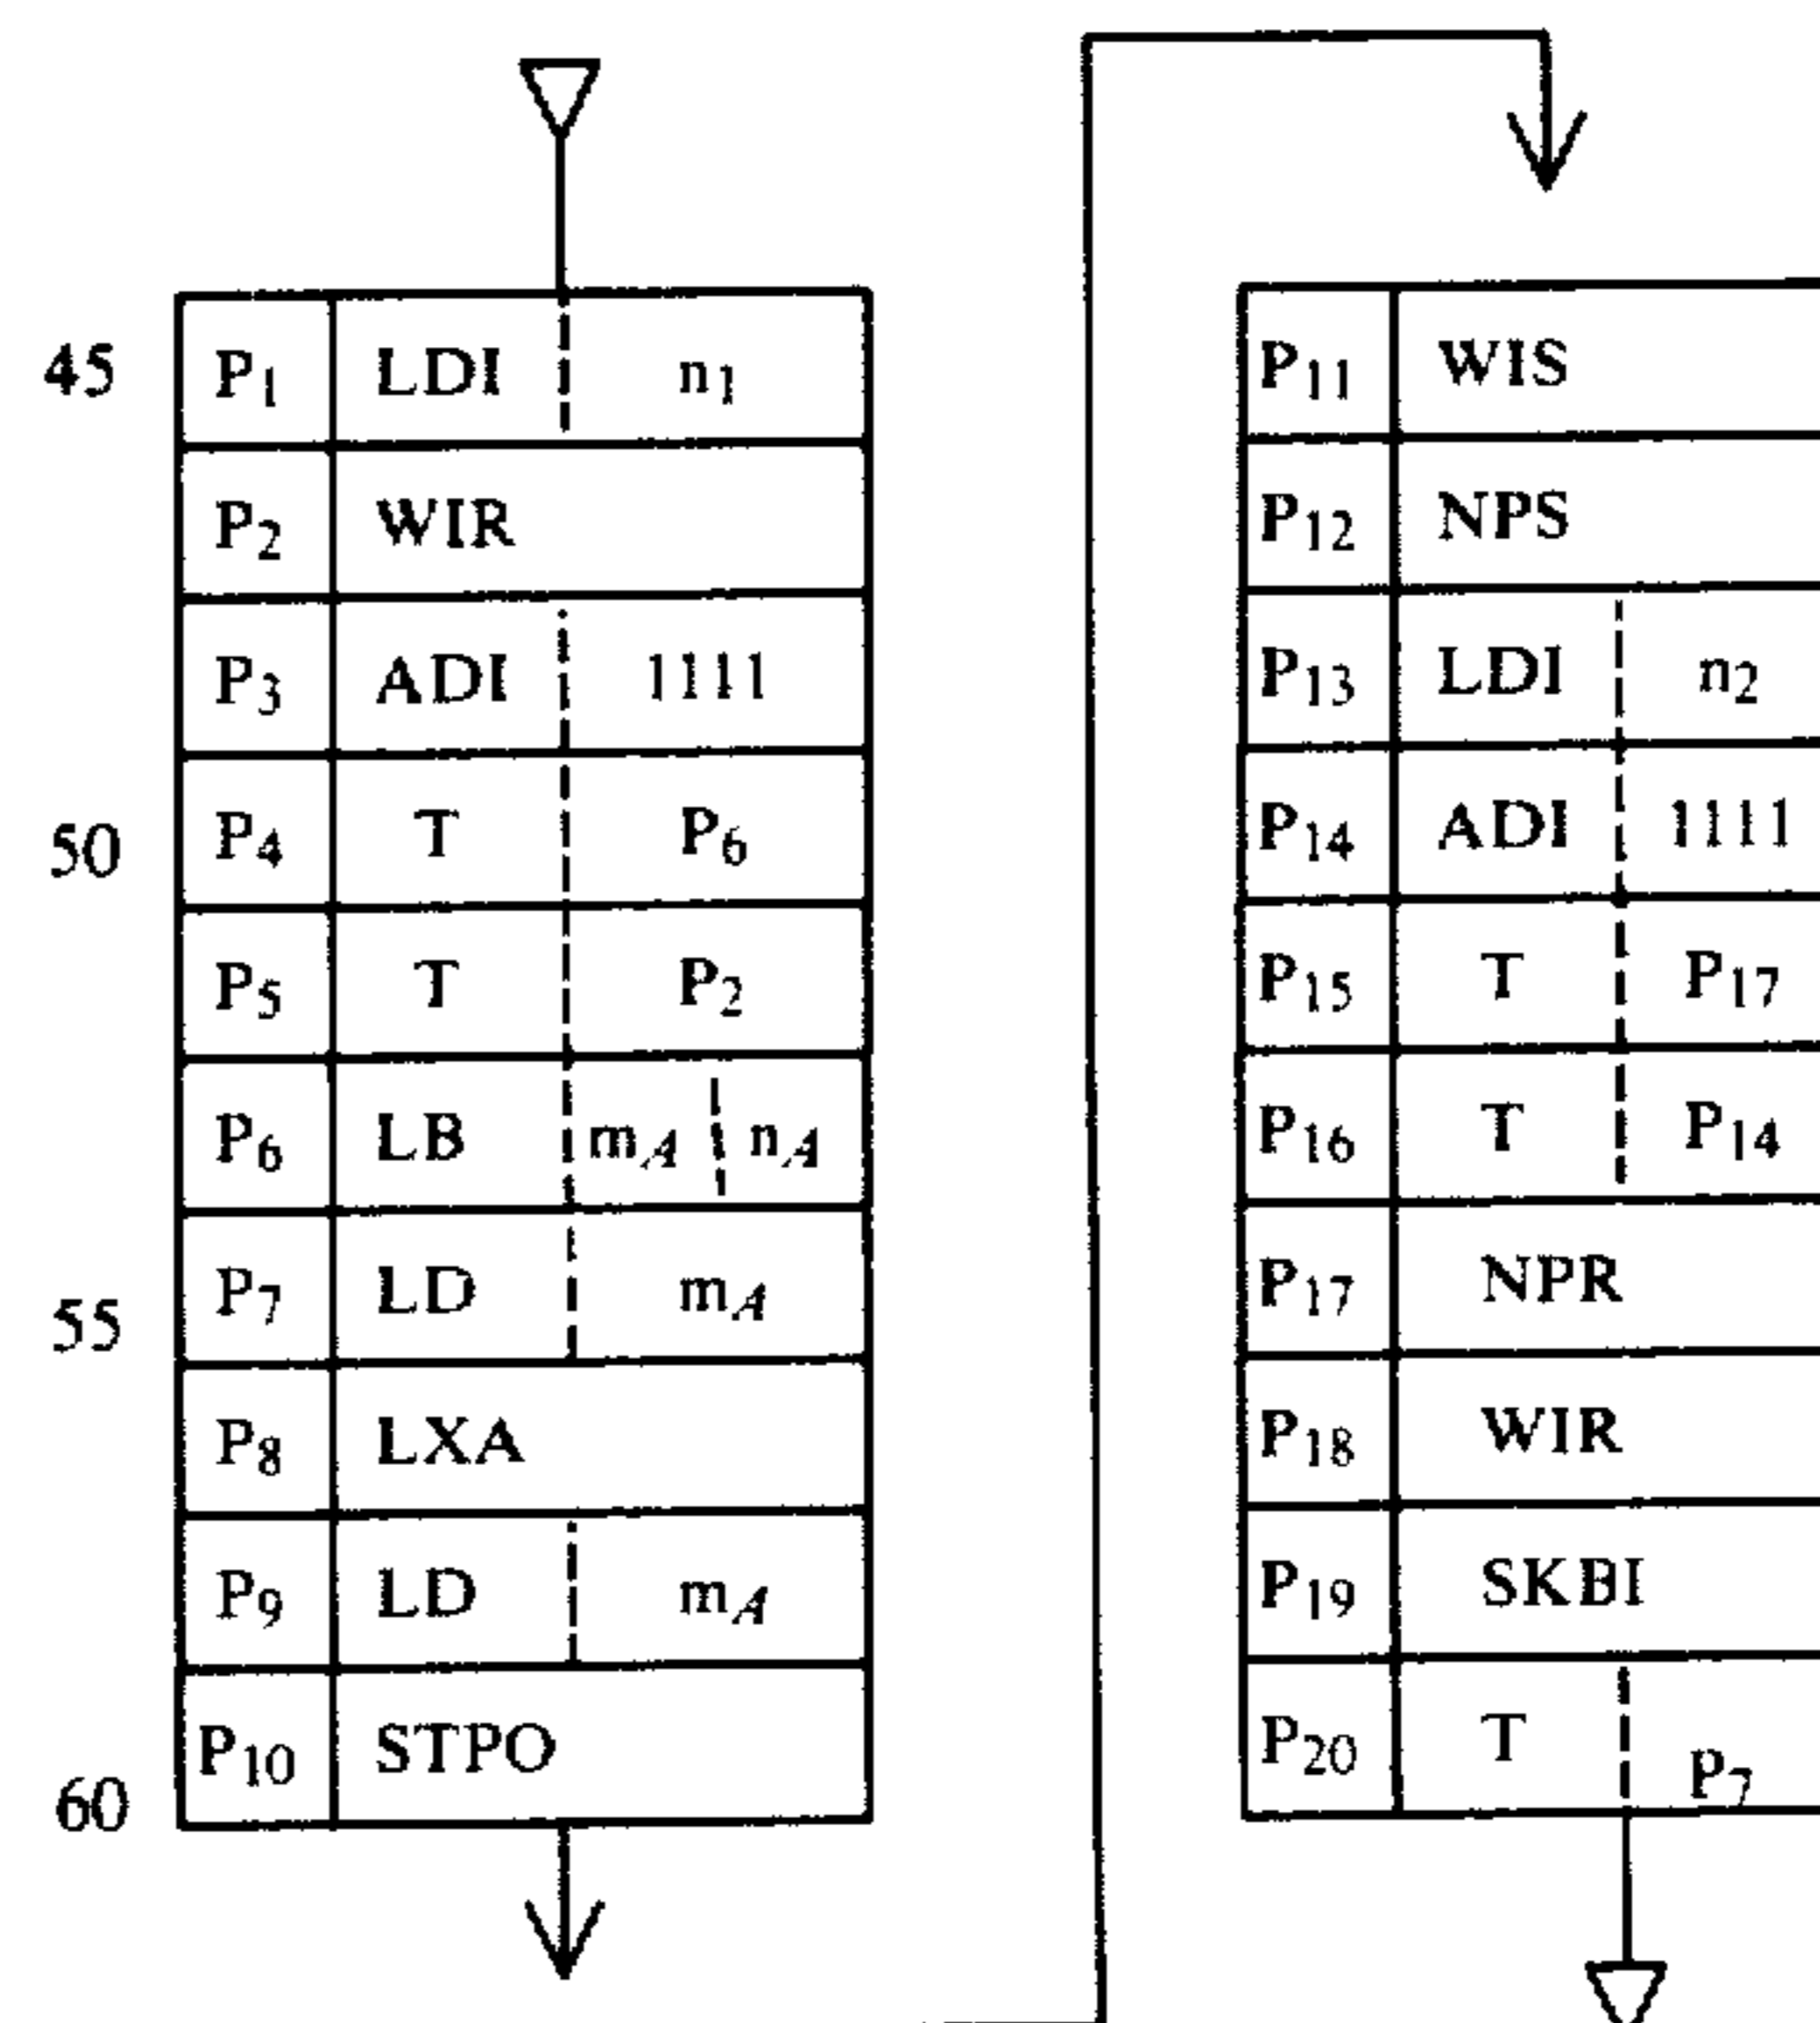 45 P1 LDI n1
P2 WIR
P3 ADI 1111
50 P4 T P6
P5 T P2
P6 LB mA nA
55 P7 LD mA
P8 LXA
P9 LD mA
60 P10 STPO
P11 WIS
P12 NPS
P13 LDI n2
P14 ADI 1111
P15 T P17
P16 T P14
P17 NPR
P18 WIR
P19 SKBI
P20 T P7